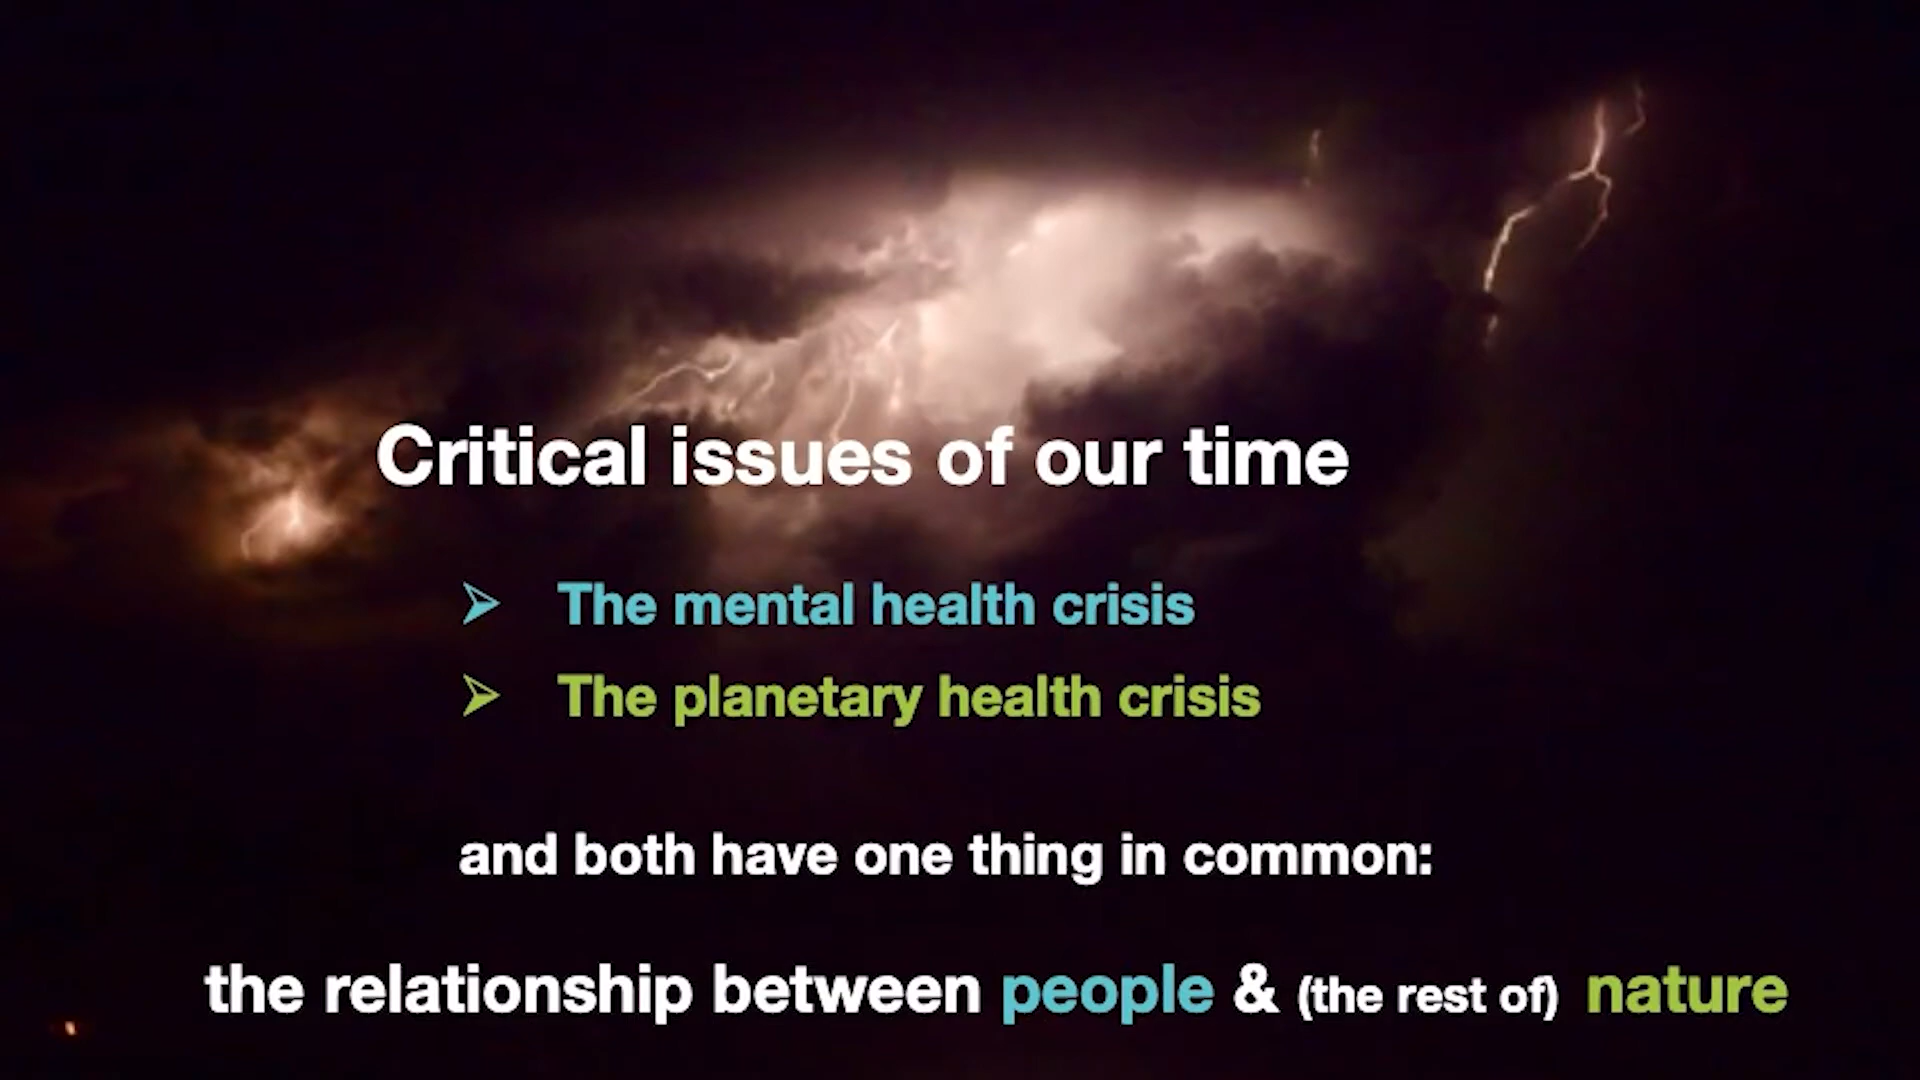 Critical issues of our time
➢ The mental health crisis
➢ The planetary health crisis
and both have one thing in common:
the relationship between people & (the rest of) nature